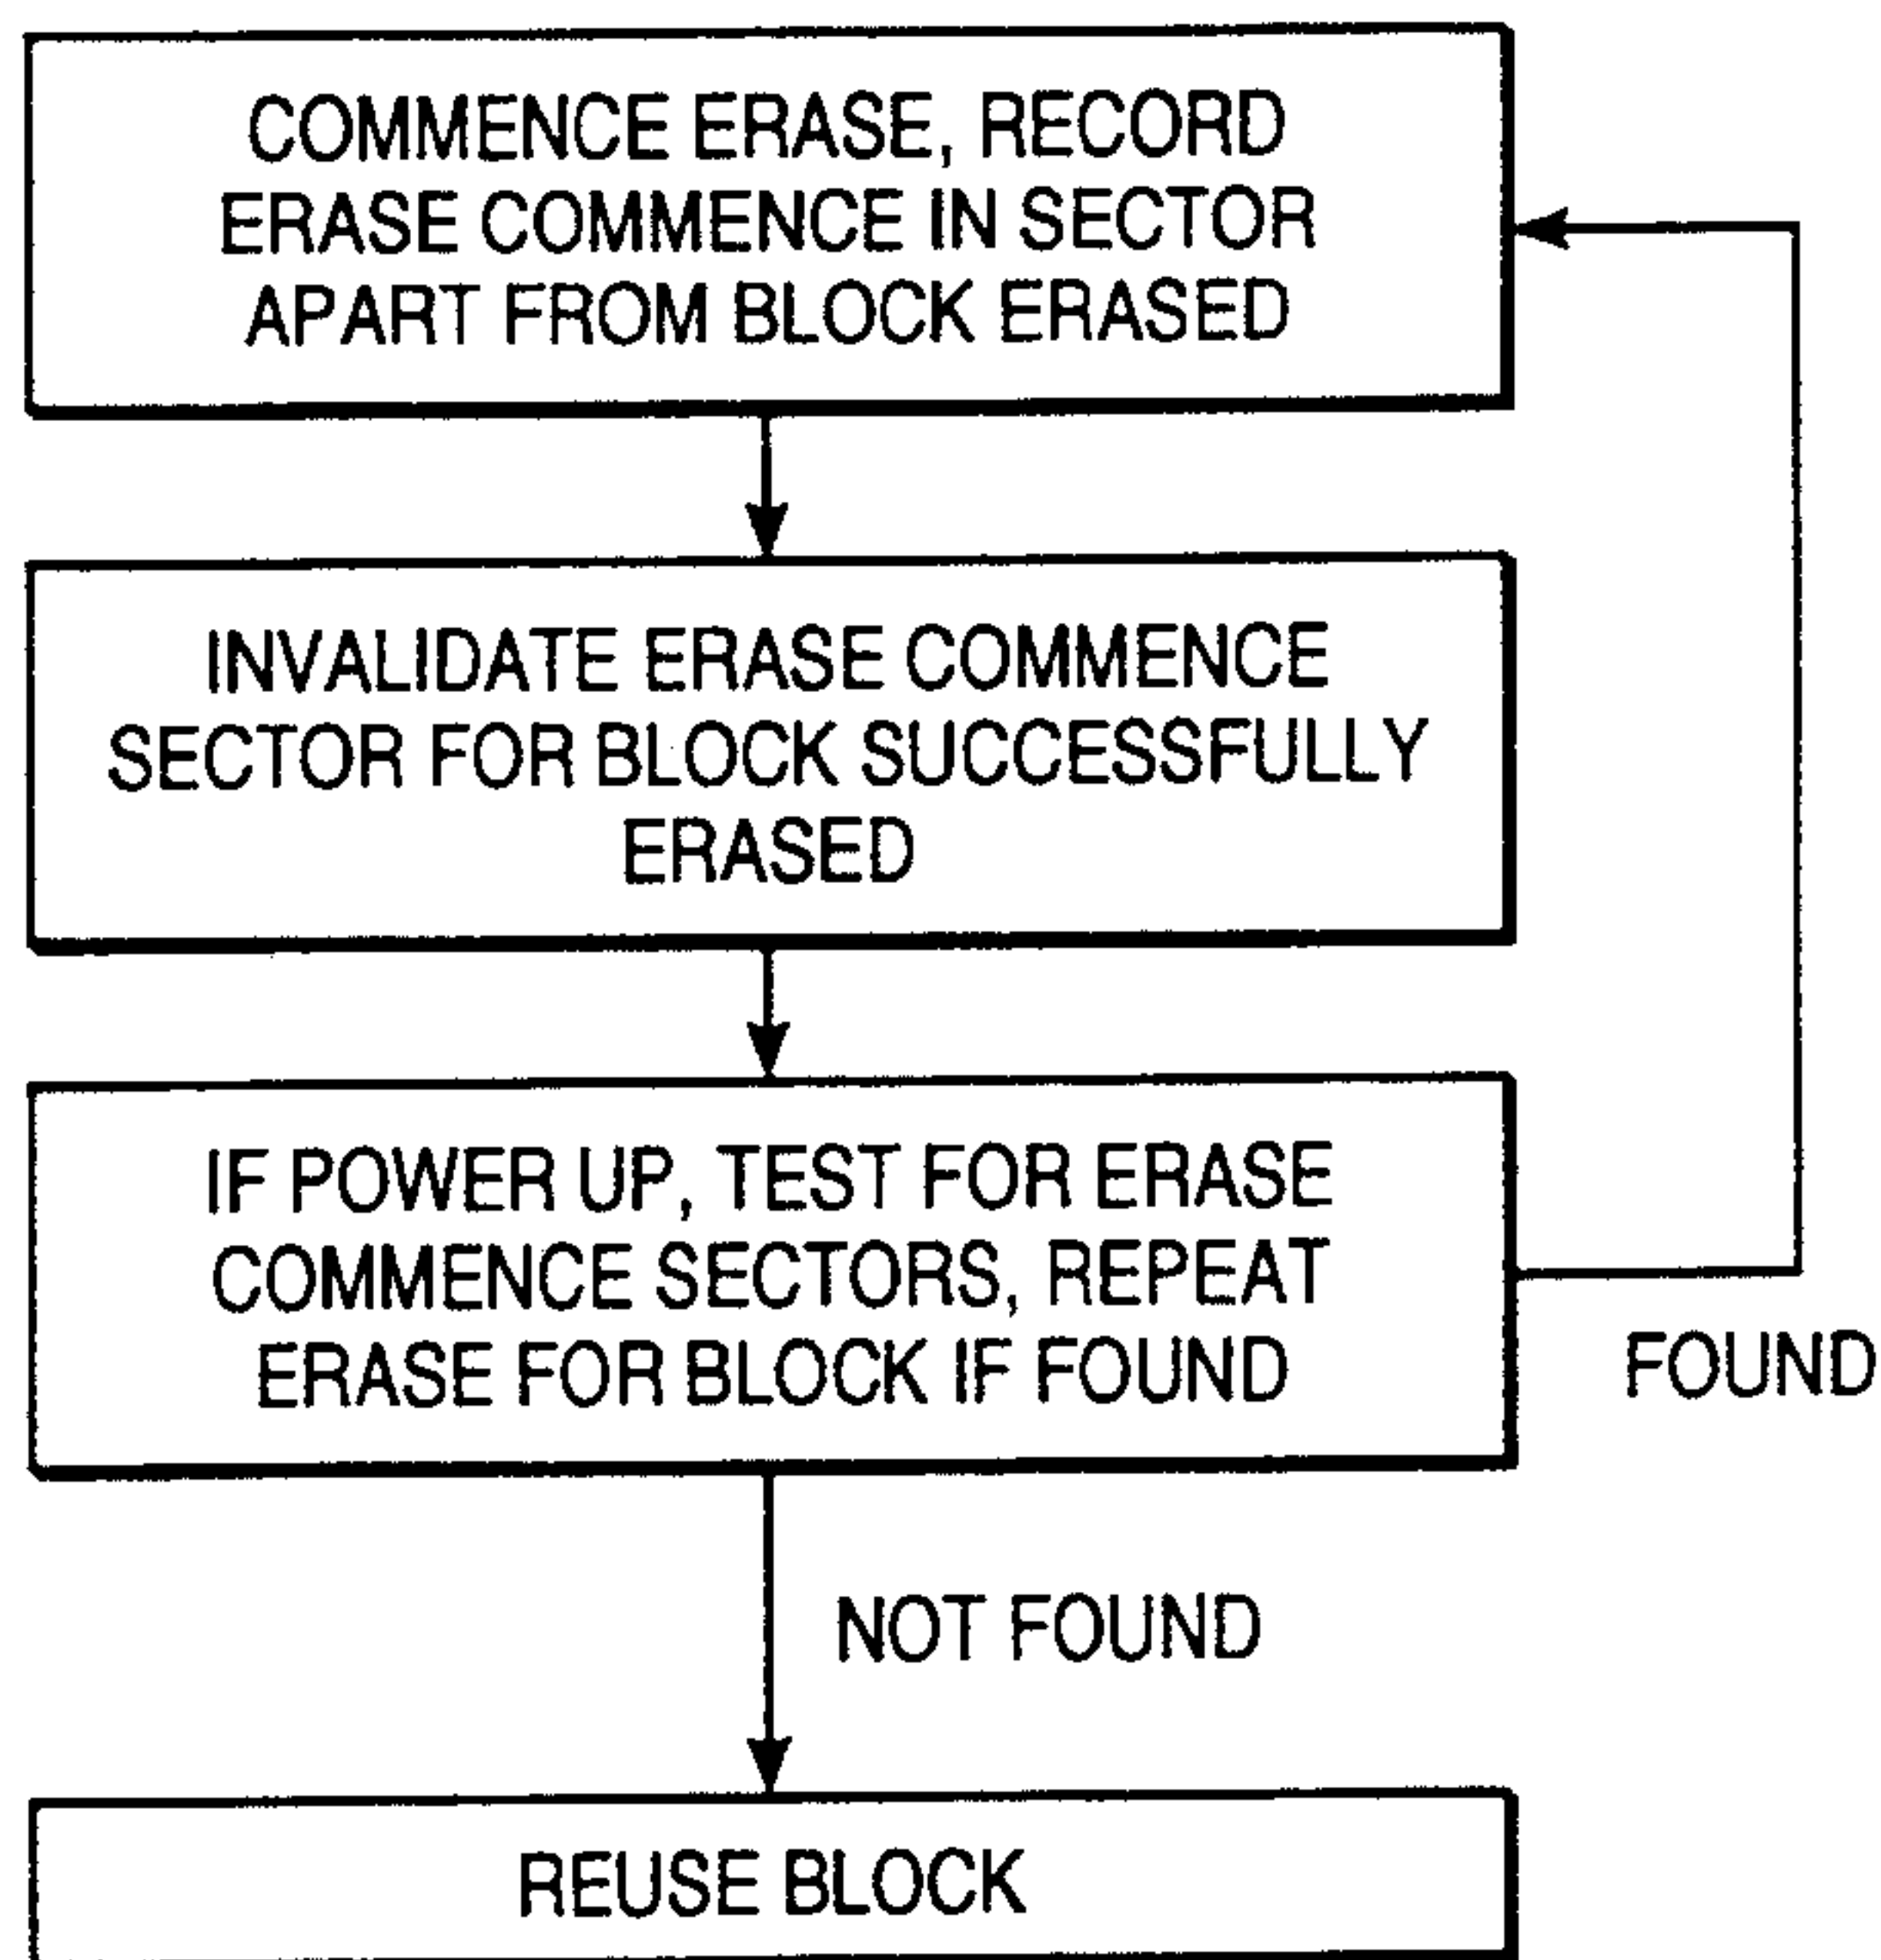 COMMENCE ERASE, RECORD
ERASE COMMENCE IN SECTOR
APART FROM BLOCK ERASED
INVALIDATE ERASE COMMENCE
SECTOR FOR BLOCK SUCCESSFULLY
ERASED
IF POWER UP, TEST FOR ERASE
COMMENCE SECTORS, REPEAT
ERASE FOR BLOCK IF FOUND
FOUND
NOT FOUND
REUSE BLOCK